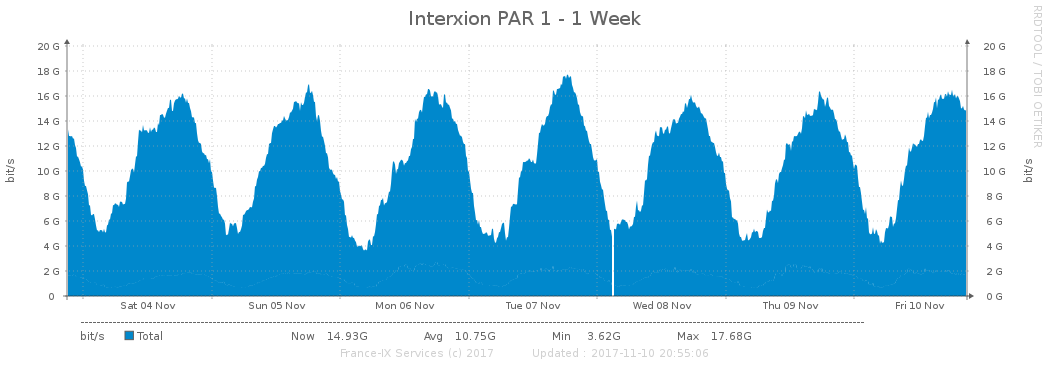 Interxion PAR 1 - 1 Week
RRDTOOL / TOBI OETIKER
bit/s
20 G
18 G
16 G
14 G
12 G
10 G
8 G
6 G
4 G
2 G
0
20 G
18 G
16 G
14 G
12 G
10 G
8 G
6 G
4 G
2 G
0 G
bit/s
Sat 04 Nov Sun 05 Nov Mon 06 Nov Tue 07 Nov Wed 08 Nov Thu 09 Nov Fri 10 Nov
bit/s Total Now 14.93G Avg 10.75G Min 3.62G Max 17.68G
France-IX Services (c) 2017 Updated : 2017-11-10 20:55:06